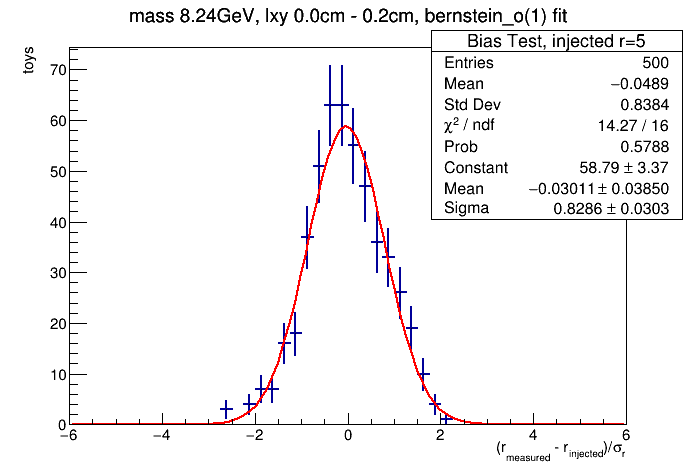 mass 8.24GeV, lxy 0.0cm - 0.2cm, bernstein_o(1) fit
Bias Test, injected r=5
Entries 500
Mean −0.0489
Std Dev 0.8384
χ² / ndf 14.27 / 16
Prob 0.5788
Constant 58.79 ± 3.37
Mean −0.03011 ± 0.03850
Sigma 0.8286 ± 0.0303
toys
70
60
50
40
30
20
10
0
−6 −4 −2 0 2 4 6
(r_measured - r_injected)/σ_r